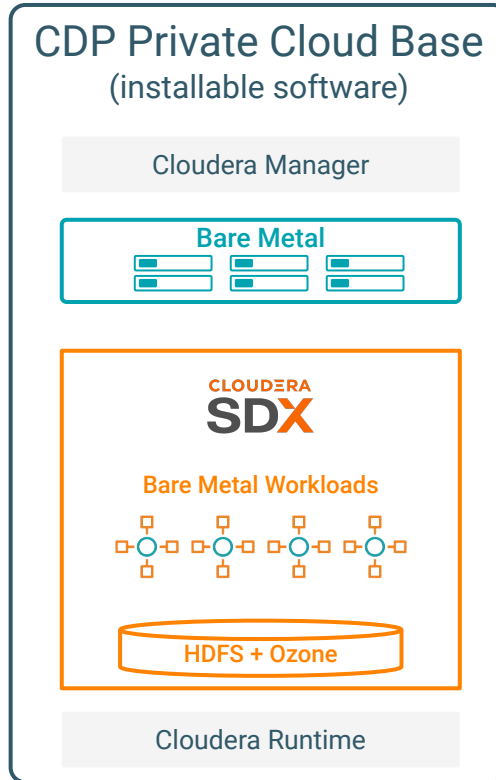 CDP Private Cloud Base
(installable software)
Cloudera Manager
Bare Metal
CLOUDERA
SDX
Bare Metal Workloads
HDFS + Ozone
Cloudera Runtime